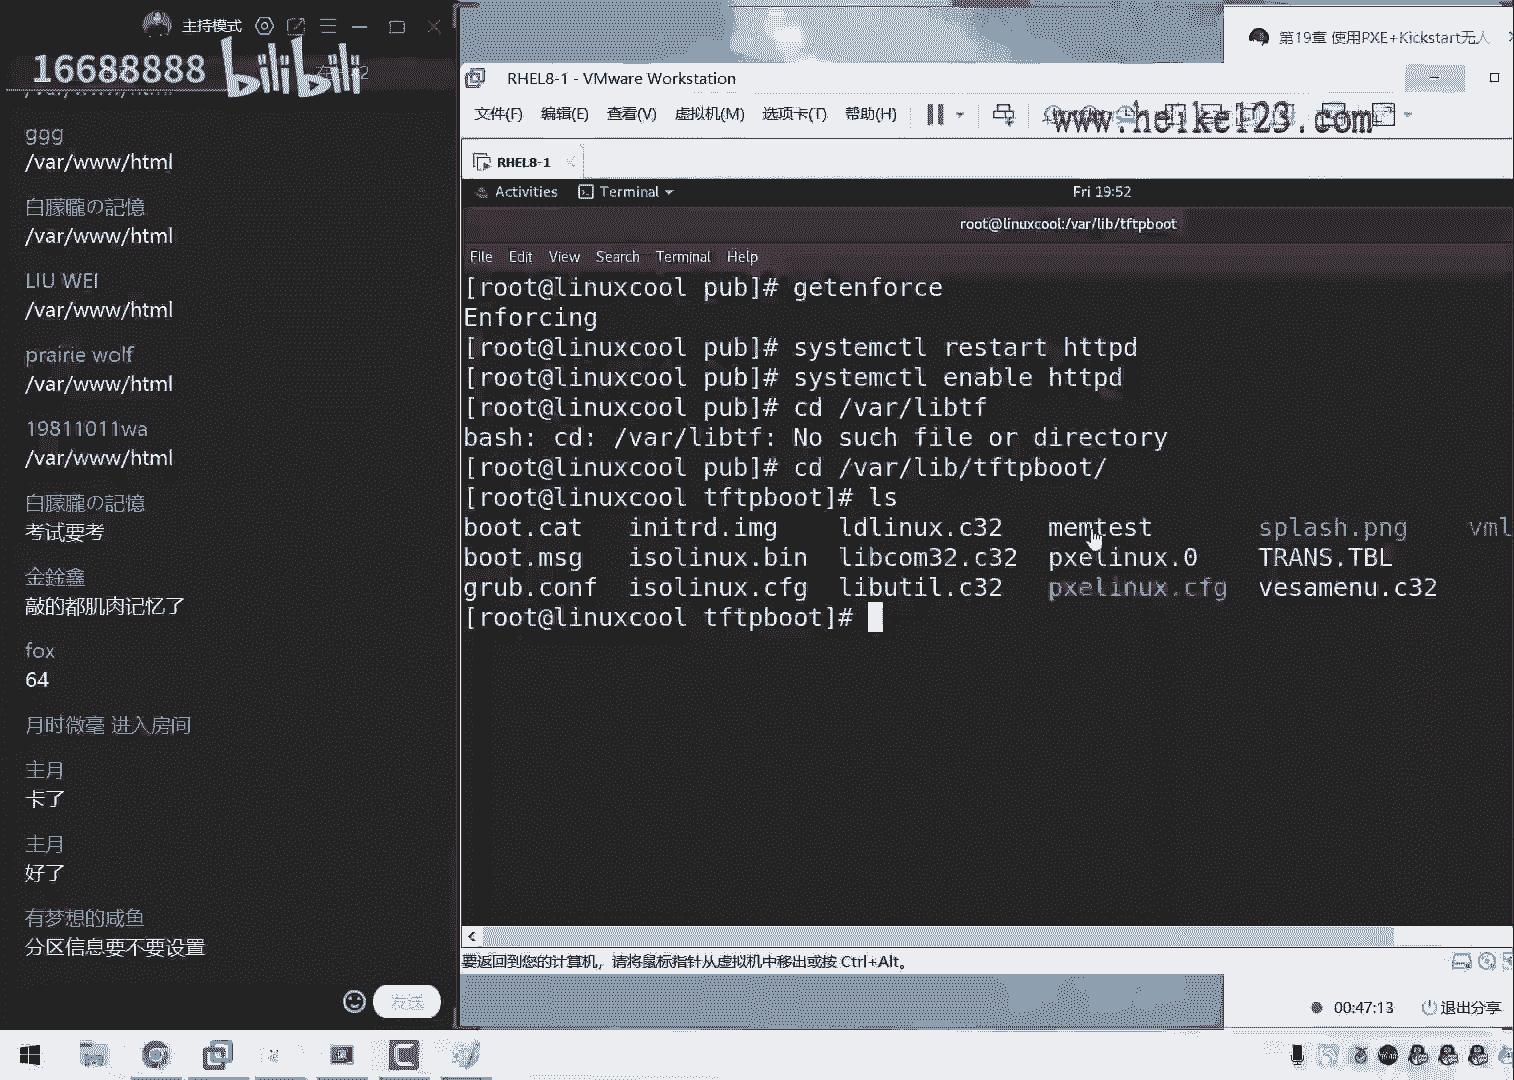 主持模式
16688888 bilibili
ggg
/var/www/html
白朦朧の記憶
/var/www/html
LIU WEI
/var/www/html
prairie wolf
/var/www/html
19811011wa
/var/www/html
白朦朧の記憶
考试要考
金銓鑫
敲的都肌肉记忆了
fox
64
月时微毫 进入房间
主月
卡了
主月
好了
有梦想的咸鱼
分区信息要不要设置
发送
第19章 使用PXE+Kickstart无人
RHEL8-1 - VMware Workstation
文件(F) 编辑(E) 查看(V) 虚拟机(M) 选项卡(T) 帮助(H)
www.heike123.com
RHEL8-1
Activities Terminal Fri 19:52
root@linuxcool:/var/lib/tftpboot
File Edit View Search Terminal Help
[root@linuxcool pub]# getenforce
Enforcing
[root@linuxcool pub]# systemctl restart httpd
[root@linuxcool pub]# systemctl enable httpd
[root@linuxcool pub]# cd /var/libtf
bash: cd: /var/libtf: No such file or directory
[root@linuxcool pub]# cd /var/lib/tftpboot/
[root@linuxcool tftpboot]# ls
boot.cat initrd.img ldlinux.c32 memtest splash.png vml
boot.msg isolinux.bin libcom32.c32 pxelinux.0 TRANS.TBL
grub.conf isolinux.cfg libutil.c32 pxelinux.cfg vesamenu.c32
[root@linuxcool tftpboot]#
要返回到您的计算机，请将鼠标指针从虚拟机中移出或按 Ctrl+Alt。
00:47:13 退出分享